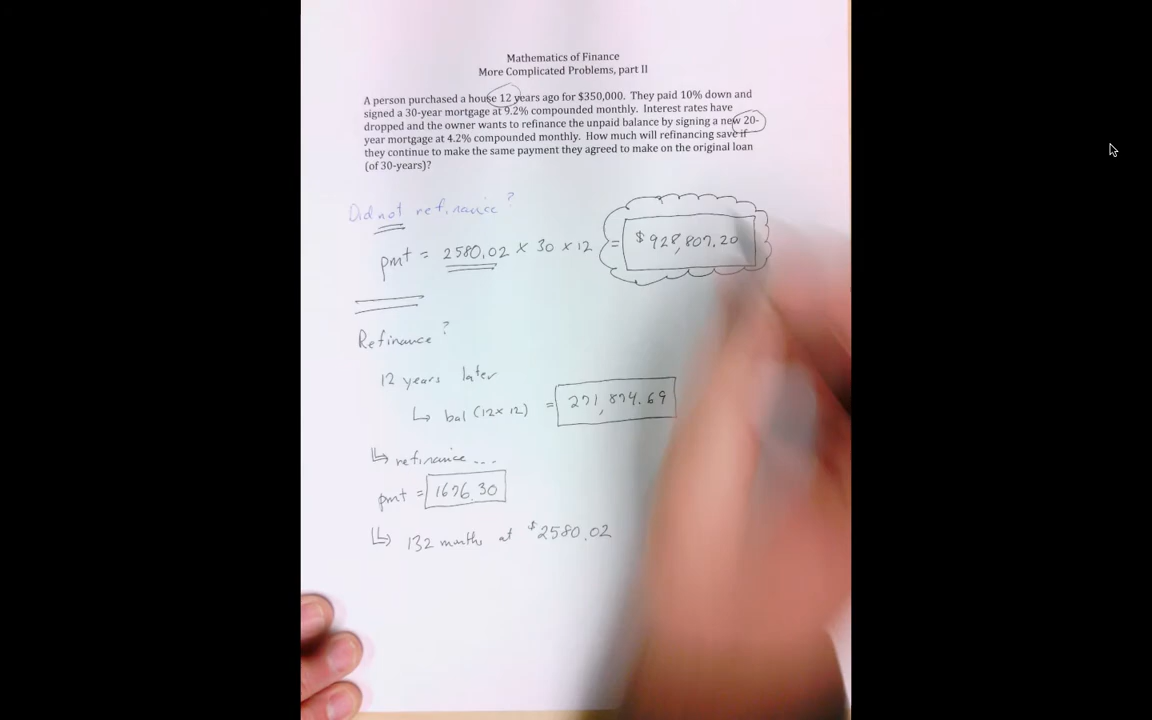 Mathematics of Finance
More Complicated Problems, part II
A person purchased a house 12 years ago for $350,000. They paid 10% down and
signed a 30-year mortgage at 9.2% compounded monthly. Interest rates have
dropped and the owner wants to refinance the unpaid balance by signing a new 20-
year mortgage at 4.2% compounded monthly. How much will refinancing save if
they continue to make the same payment they agreed to make on the original loan
(of 30-years)?
Did not refinance?
pmt = 2580.02 × 30 × 12 = $928,807.20
Refinance?
12 years later
↳ bal (12×12) = 271,874.69
↳ refinance ...
pmt = 1676.30
↳ 132 months at $2580.02